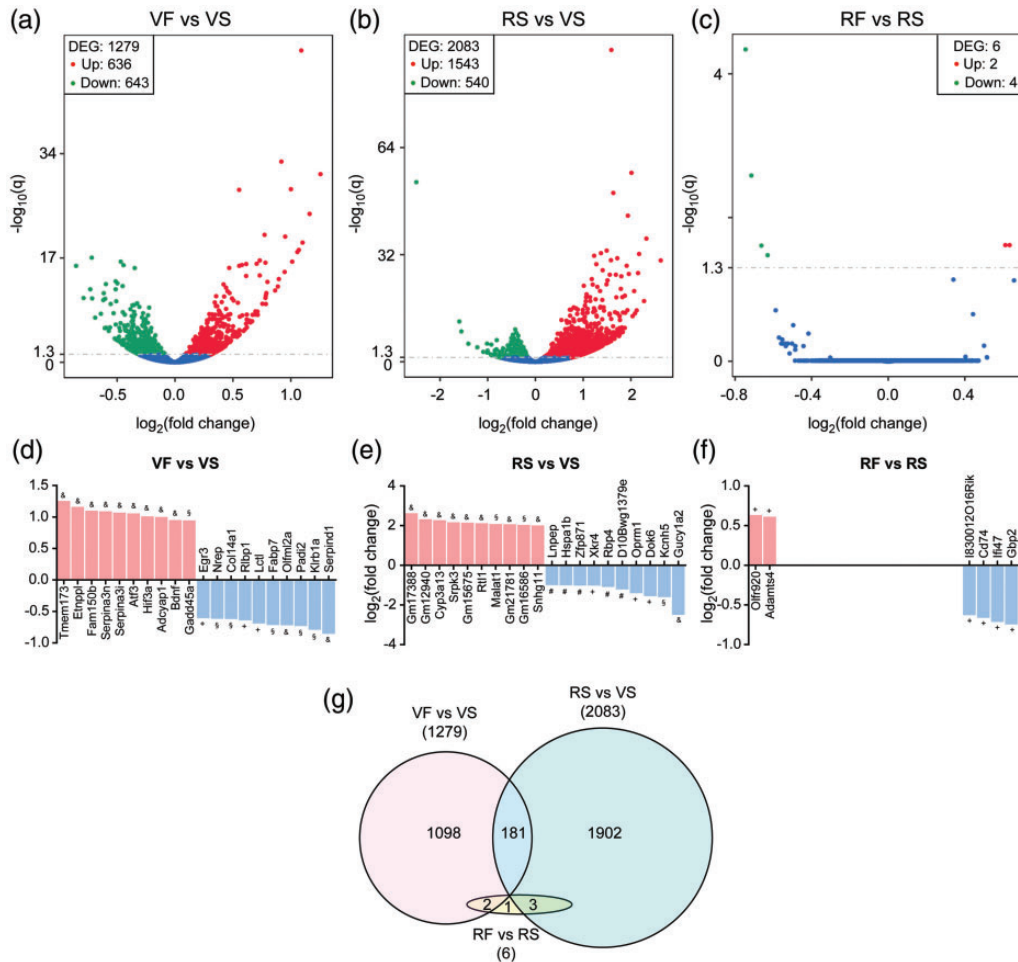 (a)
VF vs VS
DEG: 1279
Up: 636
Down: 643
-log10(q)
34
17
1.3
0
-0.5
0.0
0.5
1.0
log2(fold change)
(b)
RS vs VS
DEG: 2083
Up: 1543
Down: 540
-log10(q)
64
32
1.3
0
-2
-1
0
1
2
log2(fold change)
(c)
RF vs RS
DEG: 6
Up: 2
Down: 4
-log10(q)
4
1.3
0
-0.8
-0.4
0.0
0.4
log2(fold change)
(d)
VF vs VS
log2(fold change)
1.5
1.0
0.5
0.0
-0.5
-1.0
& & & & & & & & & §
Tmem173
Etnppl
Fam150b
Serpina3n
Serpina3i
Atf3
Hif3a
Adcyap1
Bdnf
Gadd45a
Egr3
Nrep
Col14a1
Rlbp1
Lctl
Fabp7
Olfml2a
Padi2
Klrb1a
Serpind1
+ § § + + § & § § &
(e)
RS vs VS
log2(fold change)
4
2
0
-2
-4
& & & & & § & § § &
Gm17388
Gm12940
Cyp3a13
Srpk3
Gm15675
Rtl1
Malat1
Gm21781
Gm16586
Snhg11
Lnpep
Hspa1b
Zfp871
Xkr4
Rbp4
D10Bwg1379e
Oprm1
Dok6
Kcnh5
Gucy1a2
# # # + # # + + § &
(f)
RF vs RS
log2(fold change)
1.0
0.5
0.0
-0.5
-1.0
+ +
Olfr920
Adamts4
I830012O16Rik
Cd74
Ifi47
Gbp2
+ + + +
(g)
VF vs VS
(1279)
RS vs VS
(2083)
1098
181
1902
2
1
3
RF vs RS
(6)